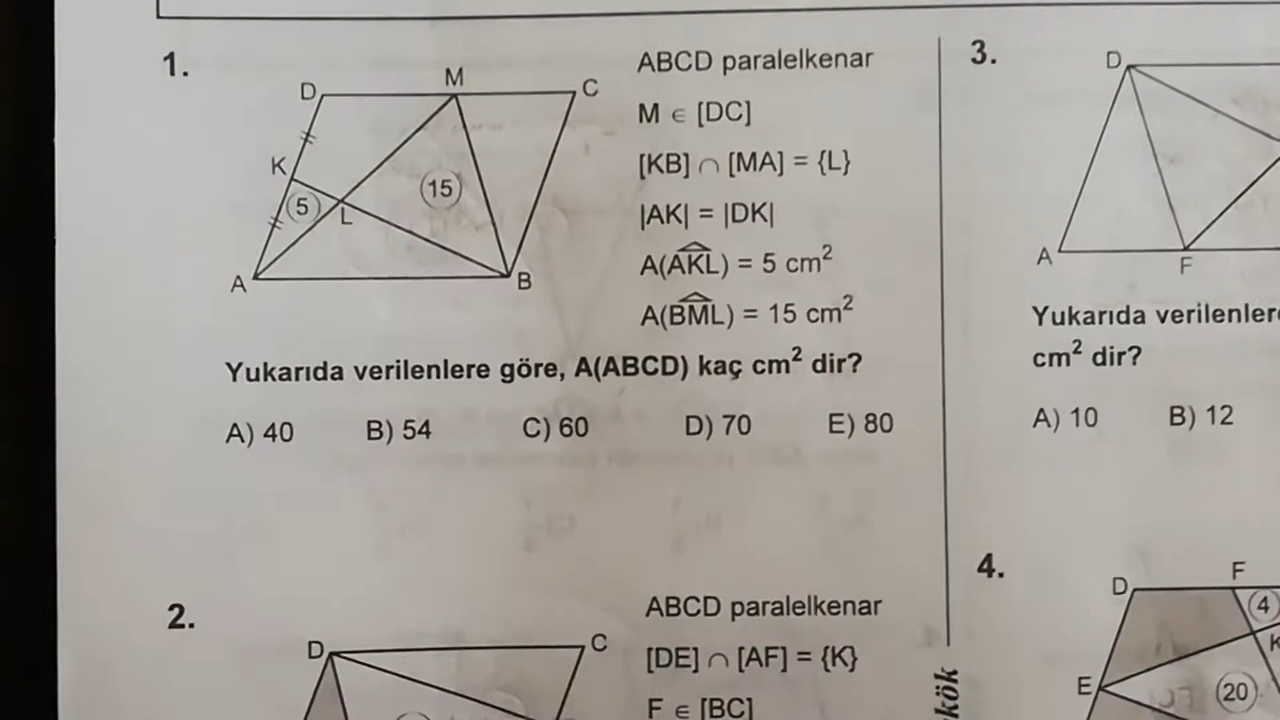 1.
D M C
K
5 15
L
A B
ABCD paralelkenar
M ∈ [DC]
[KB] ∩ [MA] = {L}
|AK| = |DK|
A(AKL) = 5 cm²
A(BML) = 15 cm²
Yukarıda verilenlere göre, A(ABCD) kaç cm² dir?
A) 40 B) 54 C) 60 D) 70 E) 80
2.
D C
ABCD paralelkenar
[DE] ∩ [AF] = {K}
F ∈ [BC]
3.
D
A F
Yukarıda
cm² dir?
A) 10 B) 12
4.
D F
4
K
E 20